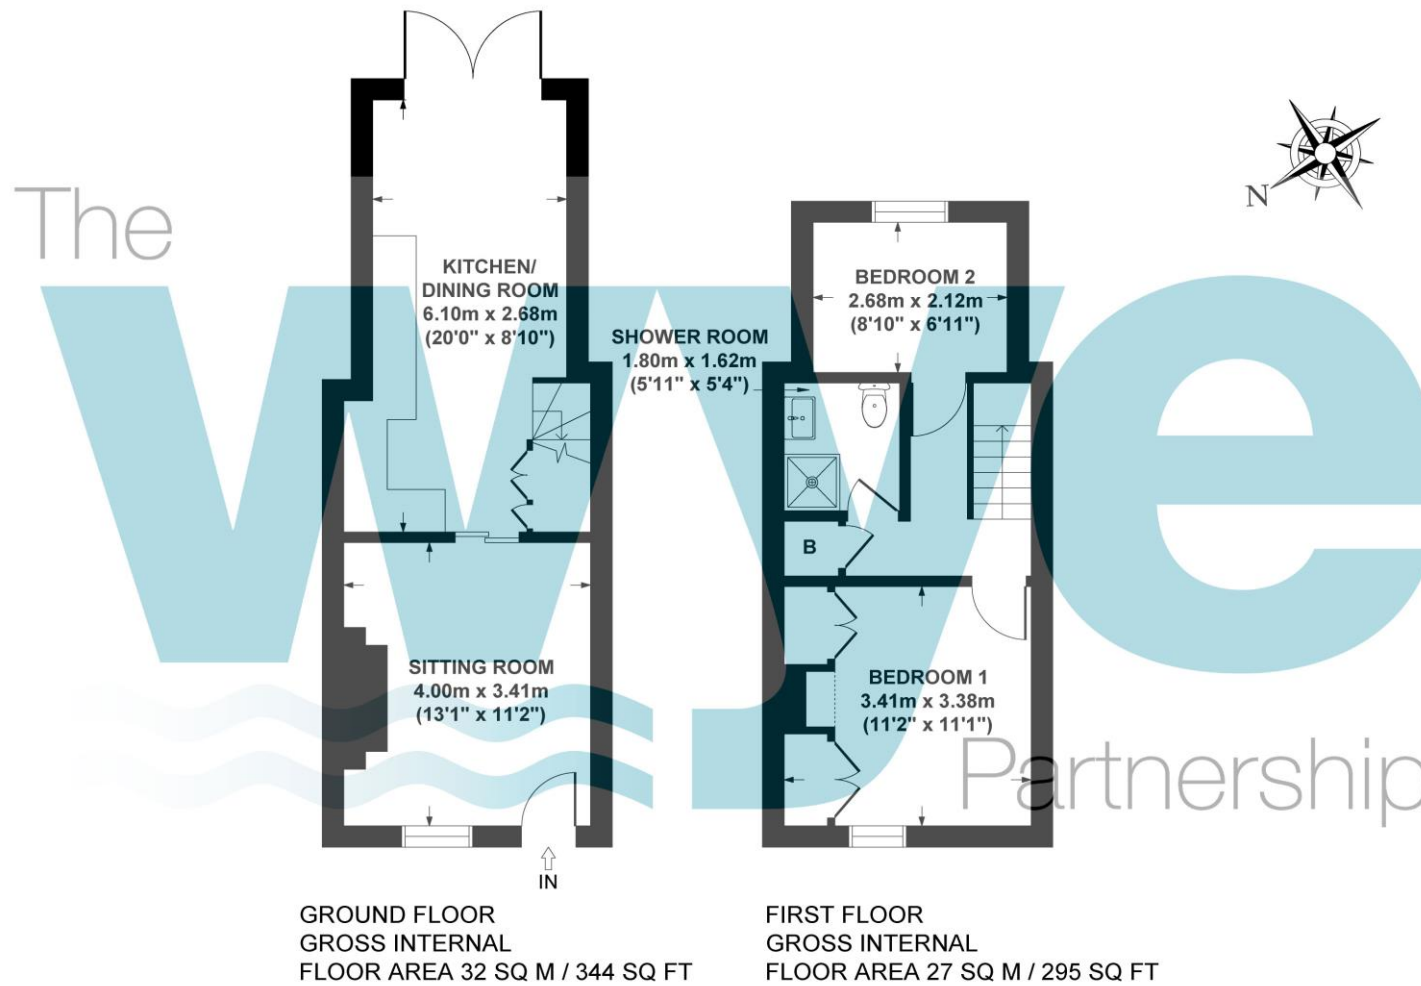 The
wye
Partnership
N
KITCHEN/
DINING ROOM
6.10m x 2.68m
(20'0" x 8'10")
SHOWER ROOM
1.80m x 1.62m
(5'11" x 5'4")
BEDROOM 2
2.68m x 2.12m
(8'10" x 6'11")
B
SITTING ROOM
4.00m x 3.41m
(13'1" x 11'2")
BEDROOM 1
3.41m x 3.38m
(11'2" x 11'1")
IN
GROUND FLOOR
GROSS INTERNAL
FLOOR AREA 32 SQ M / 344 SQ FT
FIRST FLOOR
GROSS INTERNAL
FLOOR AREA 27 SQ M / 295 SQ FT